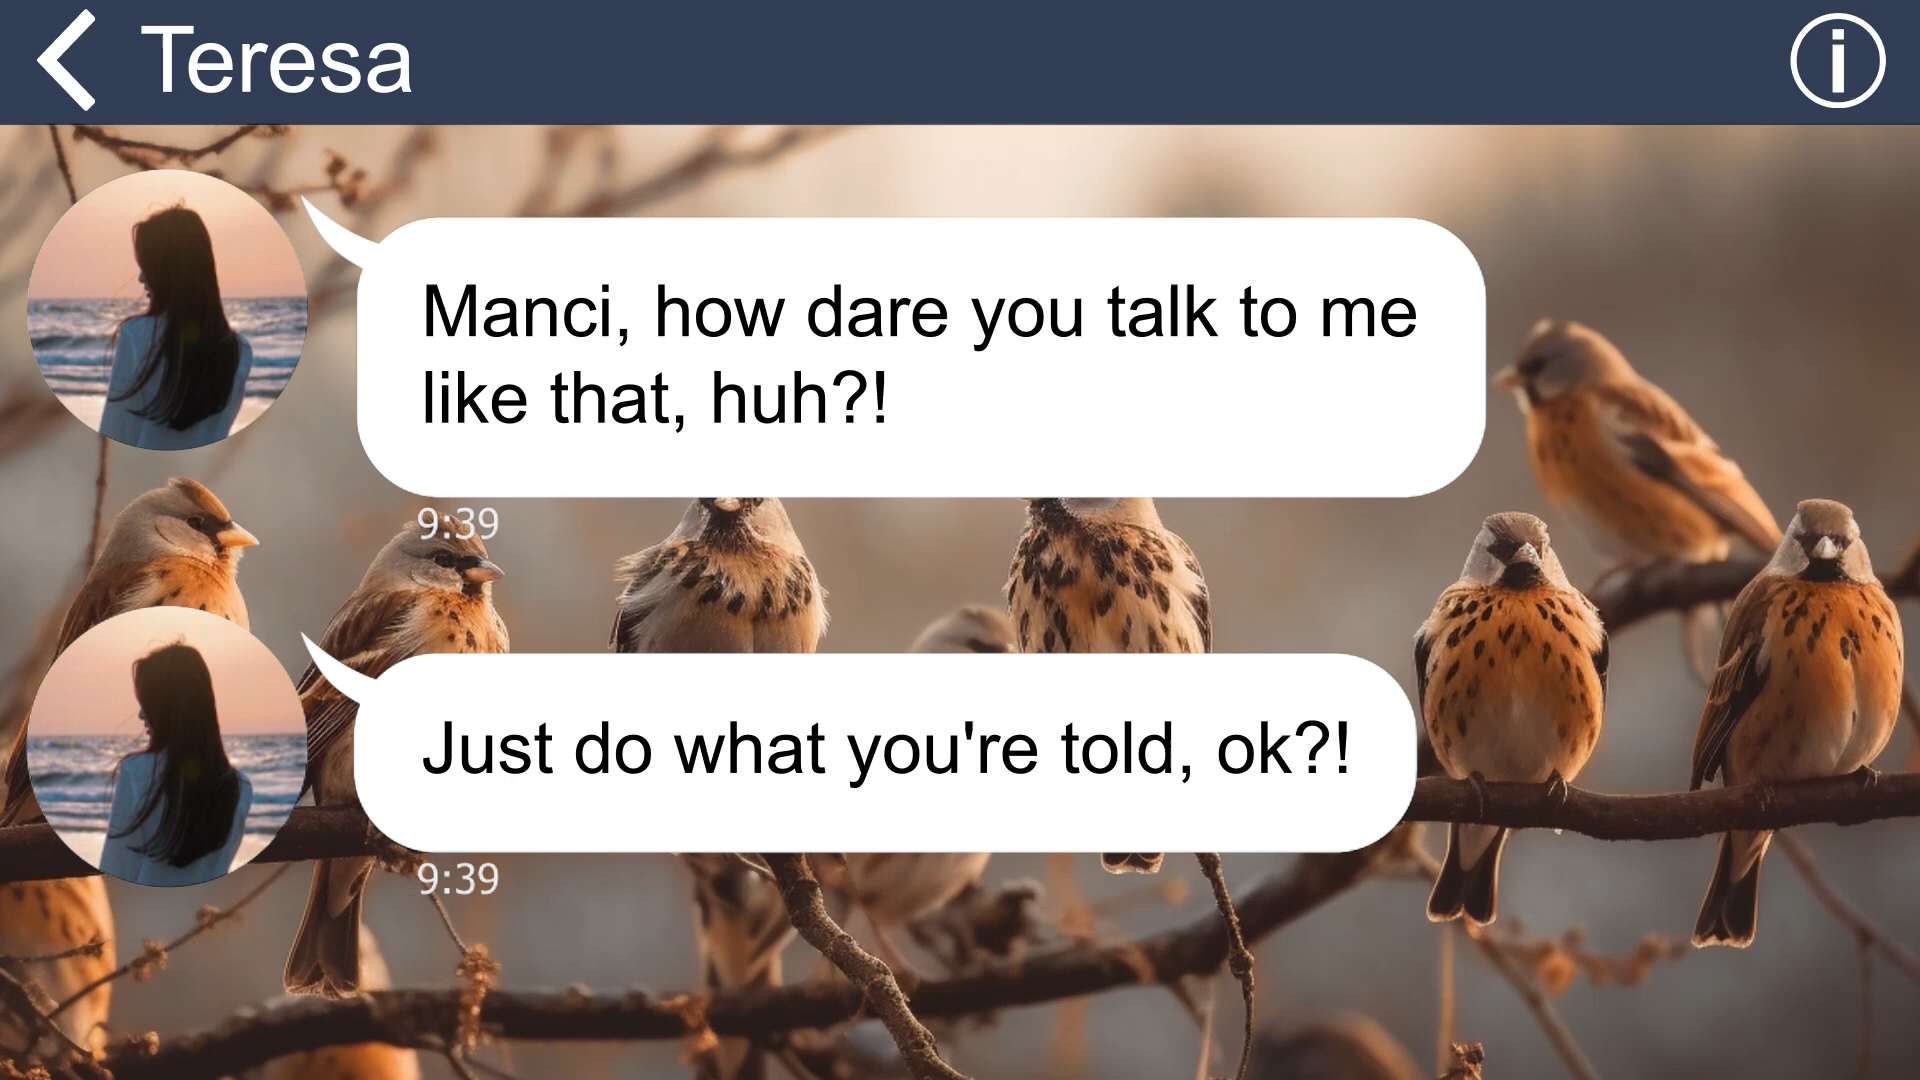 Teresa
Manci, how dare you talk to me
like that, huh?!
9:39
Just do what you're told, ok?!
9:39